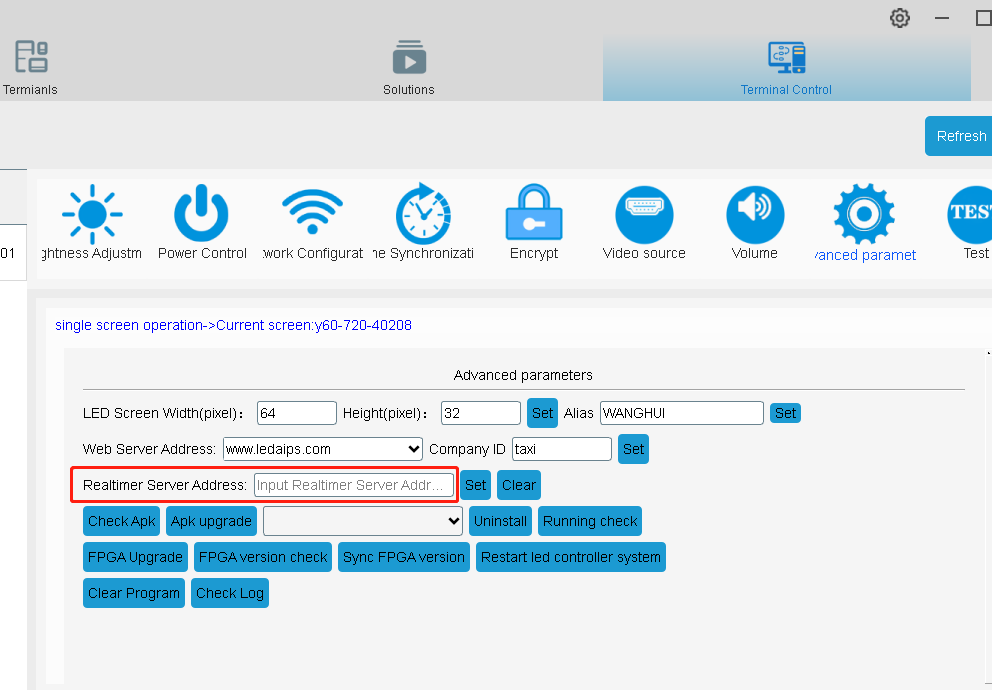 Termianls Solutions Terminal Control
Refresh
01
ghtness Adjustm Power Control work Configurat ne Synchronizati Encrypt Video source Volume vanced paramet Test
TEST
single screen operation->Current screen:y60-720-40208
Advanced parameters
LED Screen Width(pixel)： 64 Height(pixel)： 32 Set Alias WANGHUI Set
Web Server Address: www.ledaips.com Company ID taxi Set
Realtimer Server Address: Input Realtimer Server Addr... Set Clear
Check Apk Apk upgrade Uninstall Running check
FPGA Upgrade FPGA version check Sync FPGA version Restart led controller system
Clear Program Check Log